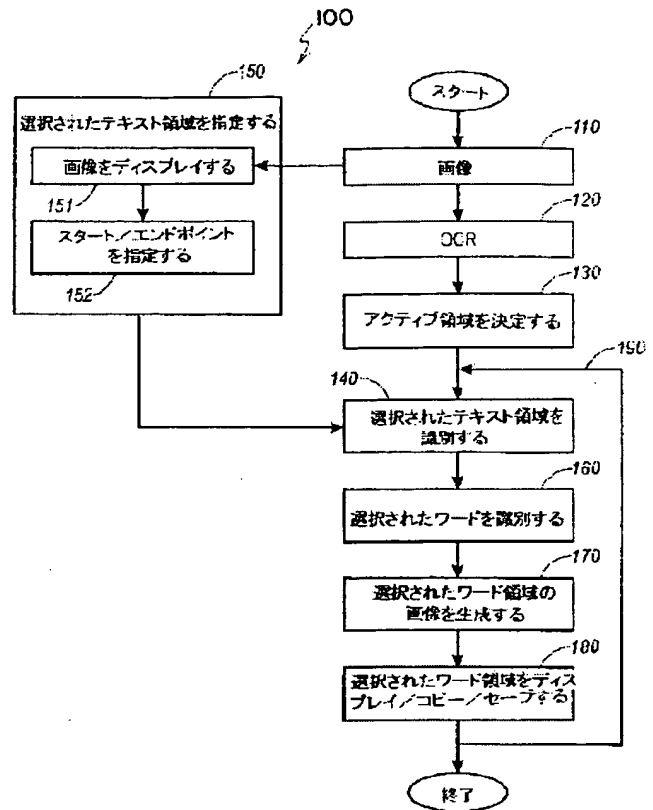 100
150
選択されたテキスト領域を指定する
画像をディスプレイする
151
スタート／エンドポイント
を指定する
152
スタート
110
画像
120
OCR
130
アクティブ領域を決定する
190
140
選択されたテキスト領域を
識別する
160
選択されたワードを識別する
170
選択されたワード領域の
画像を生成する
180
選択されたワード領域をディス
プレイ／コピー／セーブする
終了